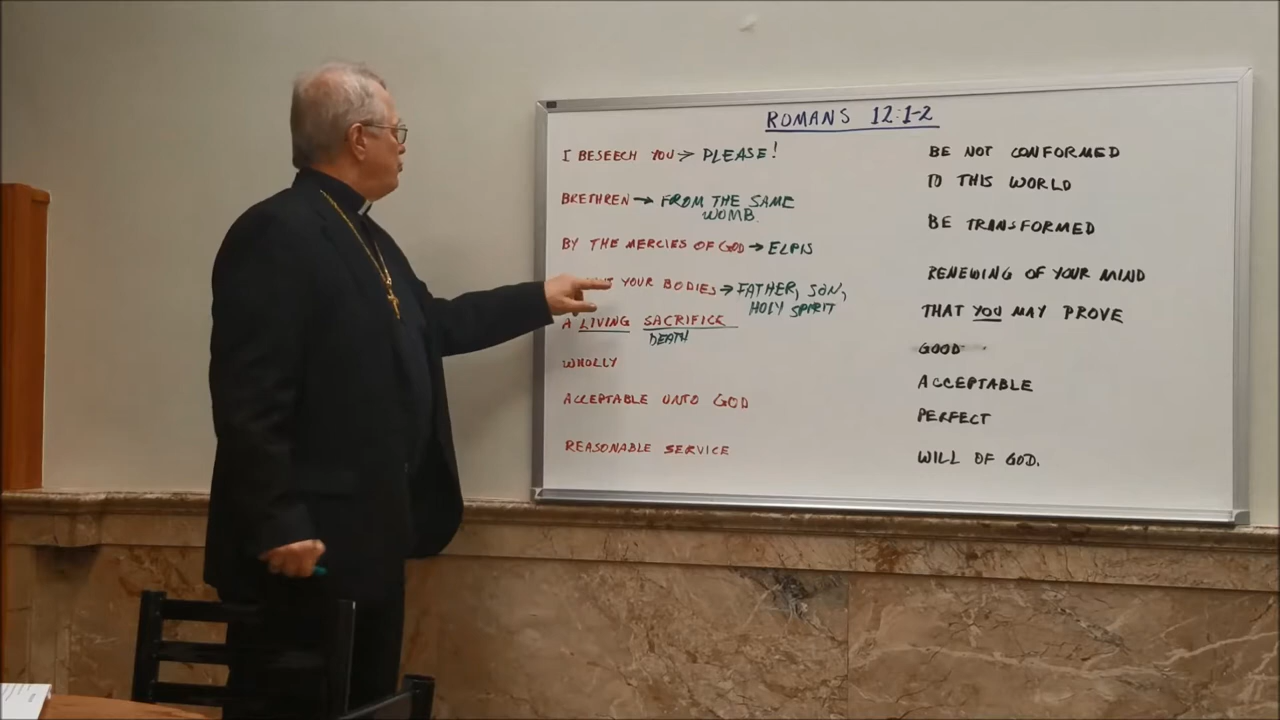 ROMANS 12:1-2
I BESEECH YOU → PLEASE!
BRETHREN → FROM THE SAME
WOMB.
BY THE MERCIES OF GOD → ELPIS
YOUR BODIES → FATHER, SON,
HOLY SPIRIT
A LIVING SACRIFICE
DEATH
WHOLLY
ACCEPTABLE UNTO GOD
REASONABLE SERVICE
BE NOT CONFORMED
TO THIS WORLD
BE TRANSFORMED
RENEWING OF YOUR MIND
THAT YOU MAY PROVE
GOOD
ACCEPTABLE
PERFECT
WILL OF GOD.